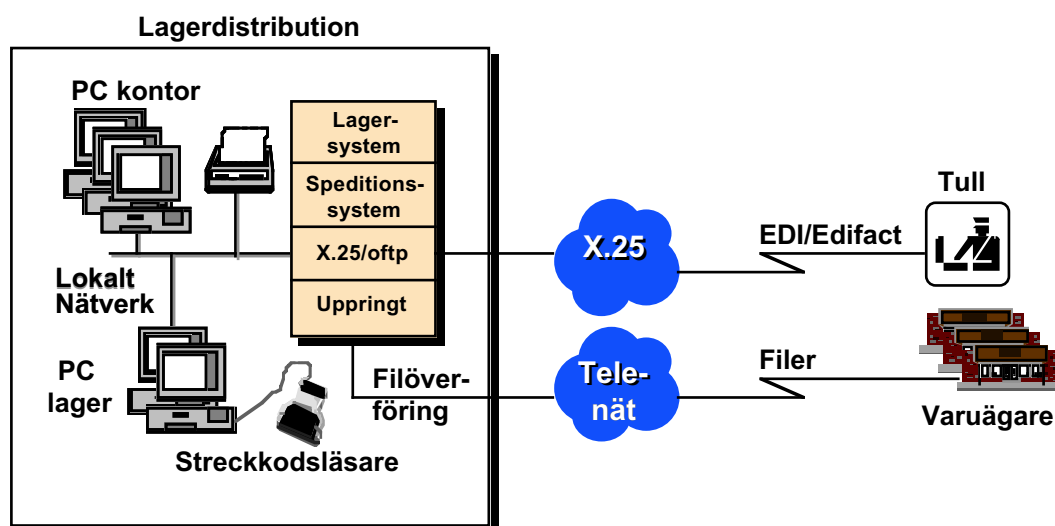 Lagerdistribution
PC kontor
Lager-
system
Speditions-
system
X.25/oftp
Uppringt
Lokalt
Nätverk
PC
lager
Streckkodsläsare
Filöver-
föring
X.25
EDI/Edifact
Tull
Tele-
nät
Filer
Varuägare